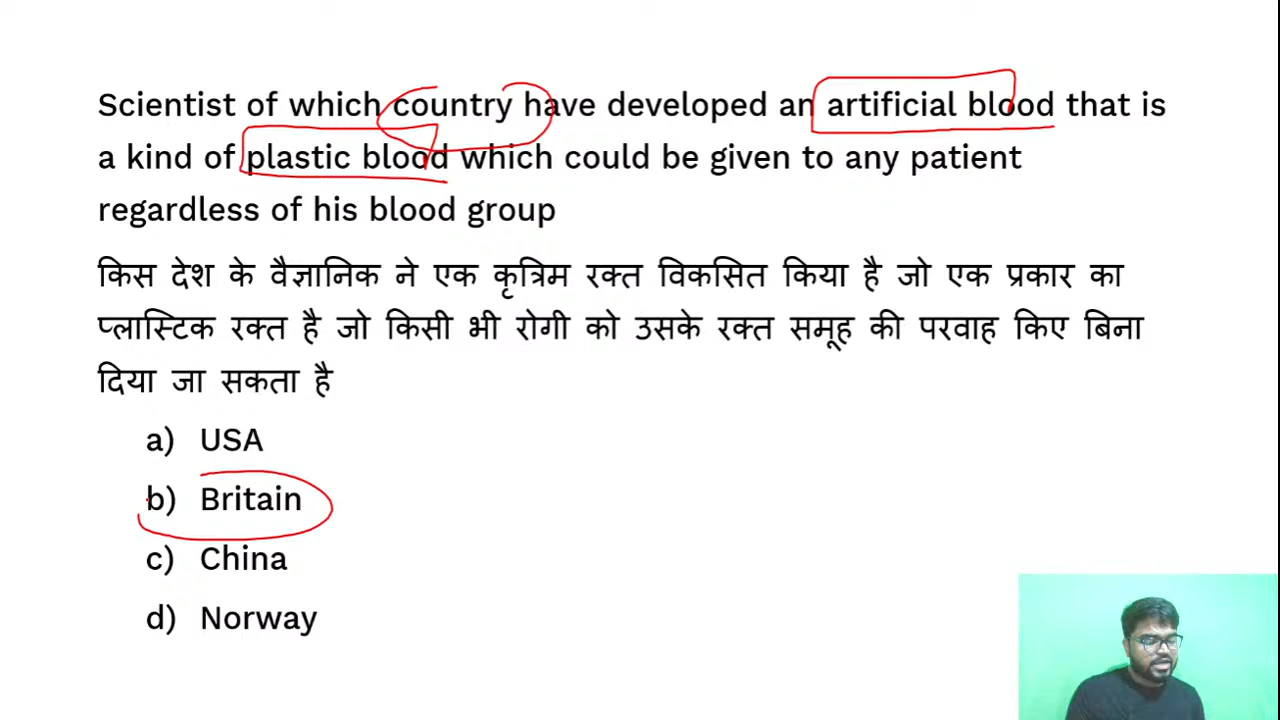 Scientist of which country have developed an artificial blood that is
a kind of plastic blood which could be given to any patient
regardless of his blood group
किस देश के वैज्ञानिक ने एक कृत्रिम रक्त विकसित किया है जो एक प्रकार का
प्लास्टिक रक्त है जो किसी भी रोगी को उसके रक्त समूह की परवाह किए बिना
दिया जा सकता है
a) USA
b) Britain
c) China
d) Norway